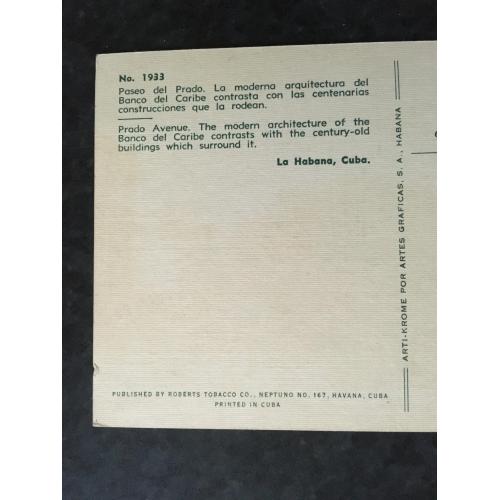 No. 1933
Paseo del Prado. La moderna arquitectura del
Banco del Caribe contrasta con las centenarias
construcciones que la rodean.
Prado Avenue. The modern architecture of the
Banco del Caribe contrasts with the century-old
buildings which surround it.
La Habana, Cuba.
ARTI-KROME POR ARTES GRAFICAS, S. A., HABANA
PUBLISHED BY ROBERTS TOBACCO CO., NEPTUNO NO. 167, HAVANA, CUBA
PRINTED IN CUBA